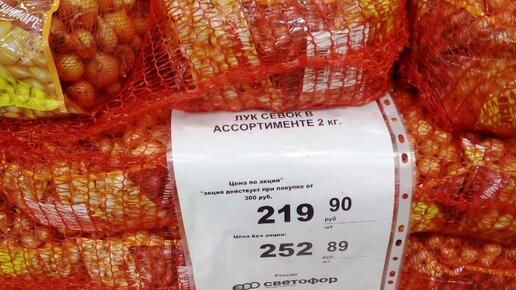 ЛУК СЕВОК В
АССОРТИМЕНТЕ 2 кг.
Цена по акции*
*акция действует при покупке от
300 руб.
219 90
руб
шт
Цена без акции:
252 89
руб
шт
Россия
светофор